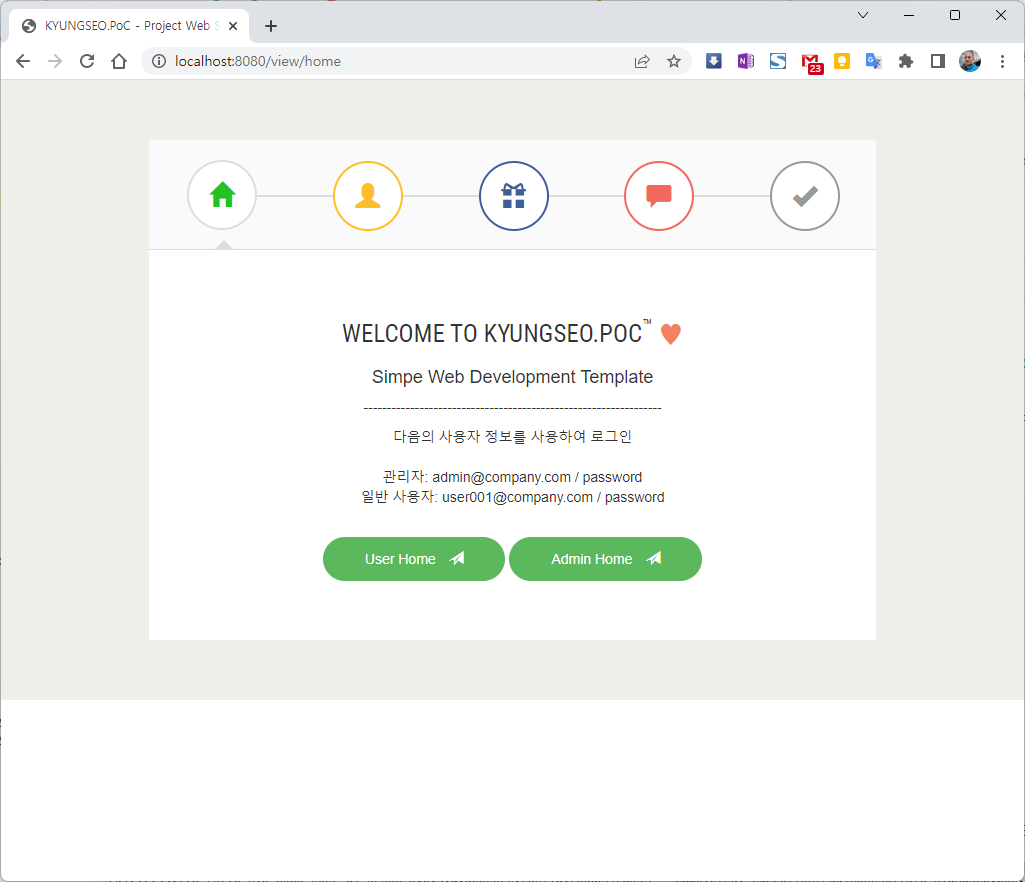 KYUNGSEO.PoC - Project Web S
localhost:8080/view/home
23
WELCOME TO KYUNGSEO.POC™
Simpe Web Development Template
----------------------------------------------------------------
다음의 사용자 정보를 사용하여 로그인
관리자: admin@company.com / password
일반 사용자: user001@company.com / password
User Home
Admin Home